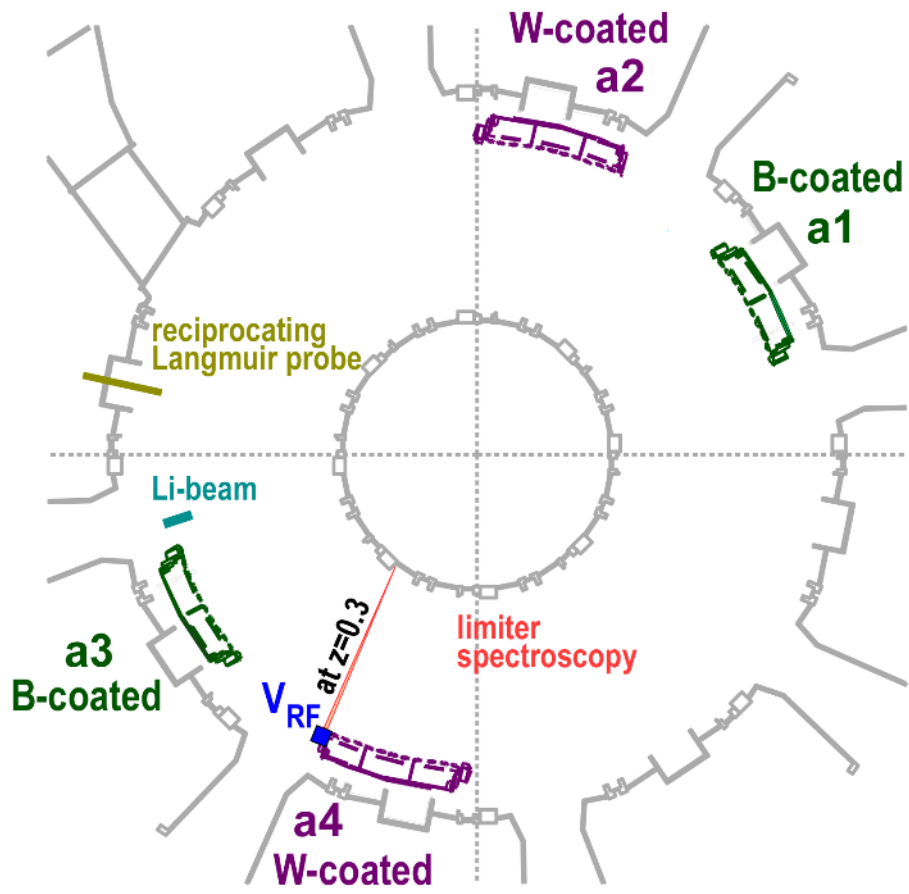 W-coated
a2
B-coated
a1
reciprocating
Langmuir probe
Li-beam
at z=0.3
limiter
spectroscopy
a3
B-coated
VRF
a4
W-coated